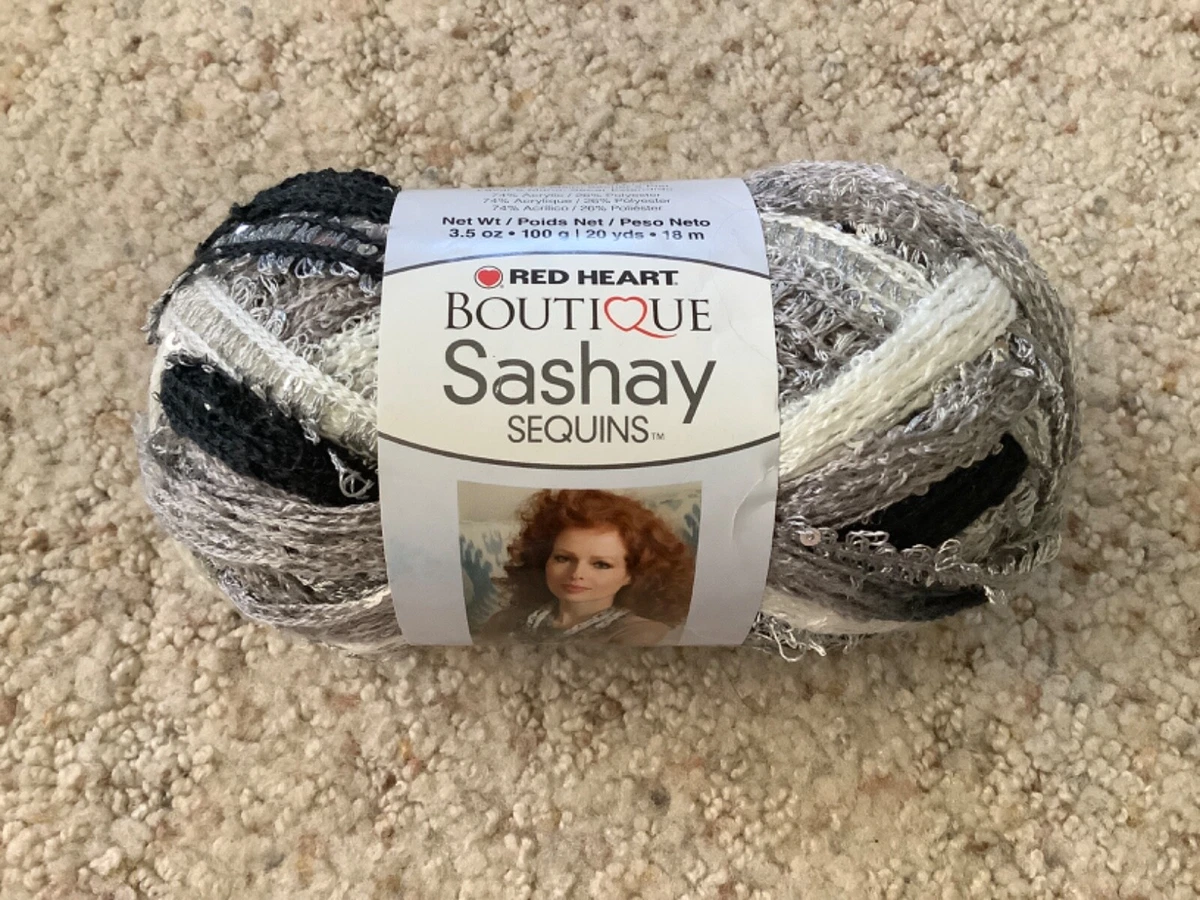 74% Acrylic / 26% Polyester
74% Acrylique / 26% Polyester
74% Acrílico / 26% Poliéster
Net Wt / Poids Net / Peso Neto
3.5 oz • 100 g | 20 yds • 18 m
RED HEART®
BOUTIQUE
Sashay
SEQUINS™